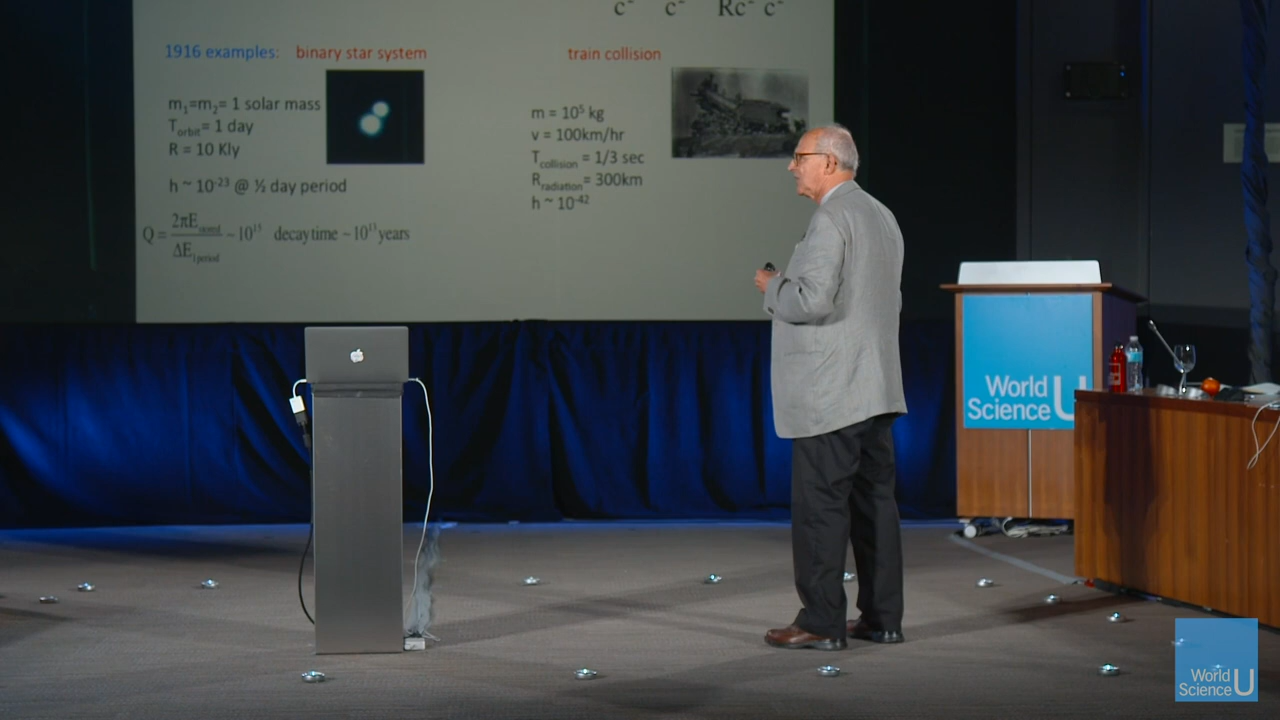 c² c² Rc² c²
1916 examples: binary star system
m₁=m₂= 1 solar mass
T_orbit= 1 day
R = 10 Kly
h ~ 10⁻²³ @ ½ day period
Q = 2πE_stored / ΔE_1period ~ 10¹⁵ decay time ~ 10¹³ years
train collision
m = 10⁵ kg
v = 100km/hr
T_collision = 1/3 sec
R_radiation = 300km
h ~ 10⁻⁴²
World
Science U
World
Science U